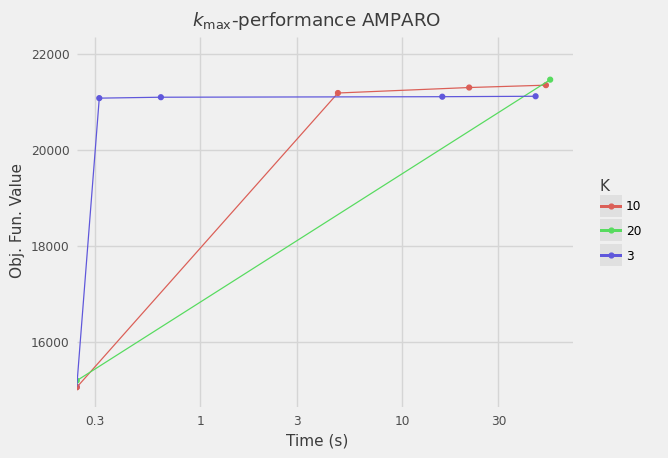 k_max-performance AMPARO
22000
20000
18000
16000
Obj. Fun. Value
0.3 1 3 10 30
Time (s)
K
10
20
3